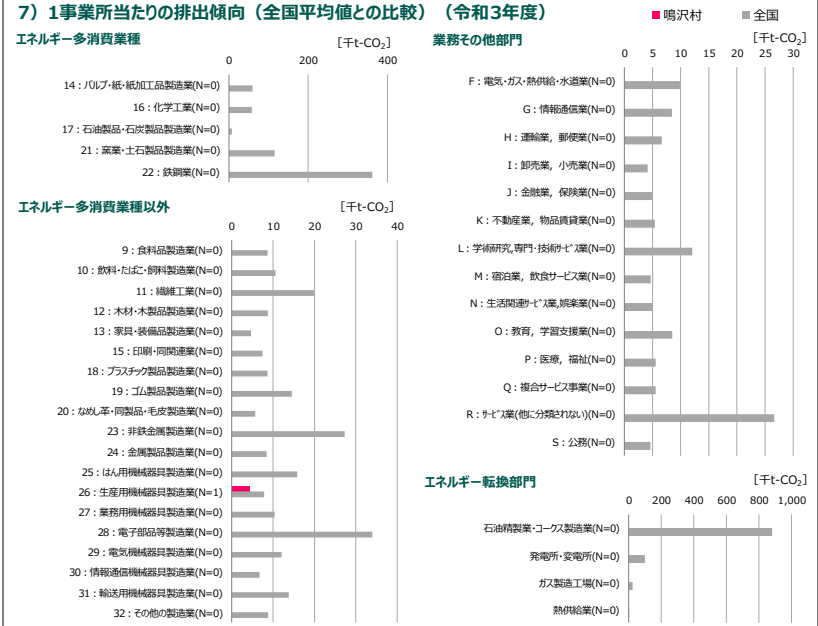 7）1事業所当たりの排出傾向（全国平均値との比較）（令和3年度）
■鳴沢村 ■全国
エネルギー多消費業種
[千t-CO₂]
0 200 400
14：パルプ・紙・紙加工品製造業(N=0)
16：化学工業(N=0)
17：石油製品・石炭製品製造業(N=0)
21：窯業・土石製品製造業(N=0)
22：鉄鋼業(N=0)
エネルギー多消費業種以外
[千t-CO₂]
0 10 20 30 40
9：食料品製造業(N=0)
10：飲料・たばこ・飼料製造業(N=0)
11：繊維工業(N=0)
12：木材・木製品製造業(N=0)
13：家具・装備品製造業(N=0)
15：印刷・同関連業(N=0)
18：プラスチック製品製造業(N=0)
19：ゴム製品製造業(N=0)
20：なめし革・同製品・毛皮製造業(N=0)
23：非鉄金属製造業(N=0)
24：金属製品製造業(N=0)
25：はん用機械器具製造業(N=0)
26：生産用機械器具製造業(N=1)
27：業務用機械器具製造業(N=0)
28：電子部品等製造業(N=0)
29：電気機械器具製造業(N=0)
30：情報通信機械器具製造業(N=0)
31：輸送用機械器具製造業(N=0)
32：その他の製造業(N=0)
業務その他部門
[千t-CO₂]
0 5 10 15 20 25 30
F：電気・ガス・熱供給・水道業(N=0)
G：情報通信業(N=0)
H：運輸業，郵便業(N=0)
I：卸売業，小売業(N=0)
J：金融業，保険業(N=0)
K：不動産業，物品賃貸業(N=0)
L：学術研究,専門・技術ｻｰﾋﾞｽ業(N=0)
M：宿泊業，飲食サービス業(N=0)
N：生活関連ｻｰﾋﾞｽ業,娯楽業(N=0)
O：教育，学習支援業(N=0)
P：医療，福祉(N=0)
Q：複合サービス事業(N=0)
R：ｻｰﾋﾞｽ業(他に分類されない)(N=0)
S：公務(N=0)
エネルギー転換部門
[千t-CO₂]
0 200 400 600 800 1,000
石油精製業・コークス製造業(N=0)
発電所・変電所(N=0)
ガス製造工場(N=0)
熱供給業(N=0)